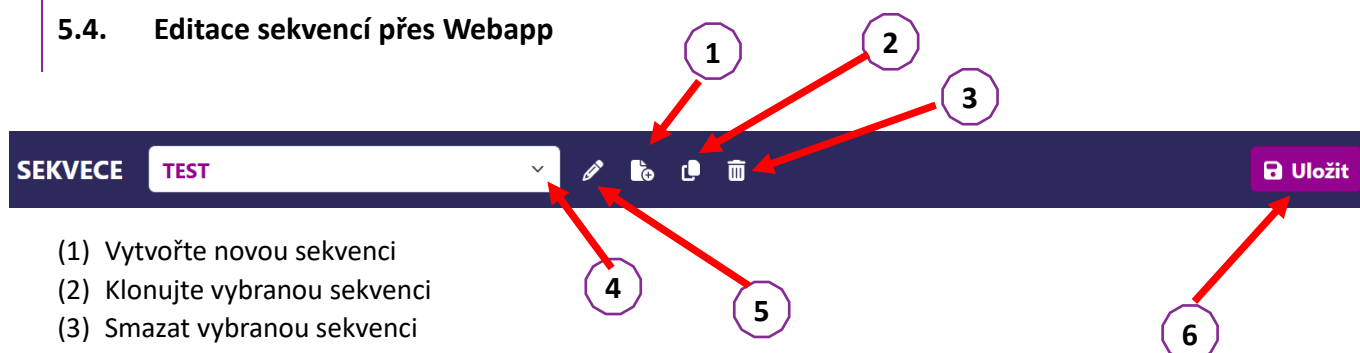 5.4. Editace sekvencí přes Webapp
1
2
3
SEKVECE TEST Uložit
(1) Vytvořte novou sekvenci
(2) Klonujte vybranou sekvenci
(3) Smazat vybranou sekvenci
4
5
6